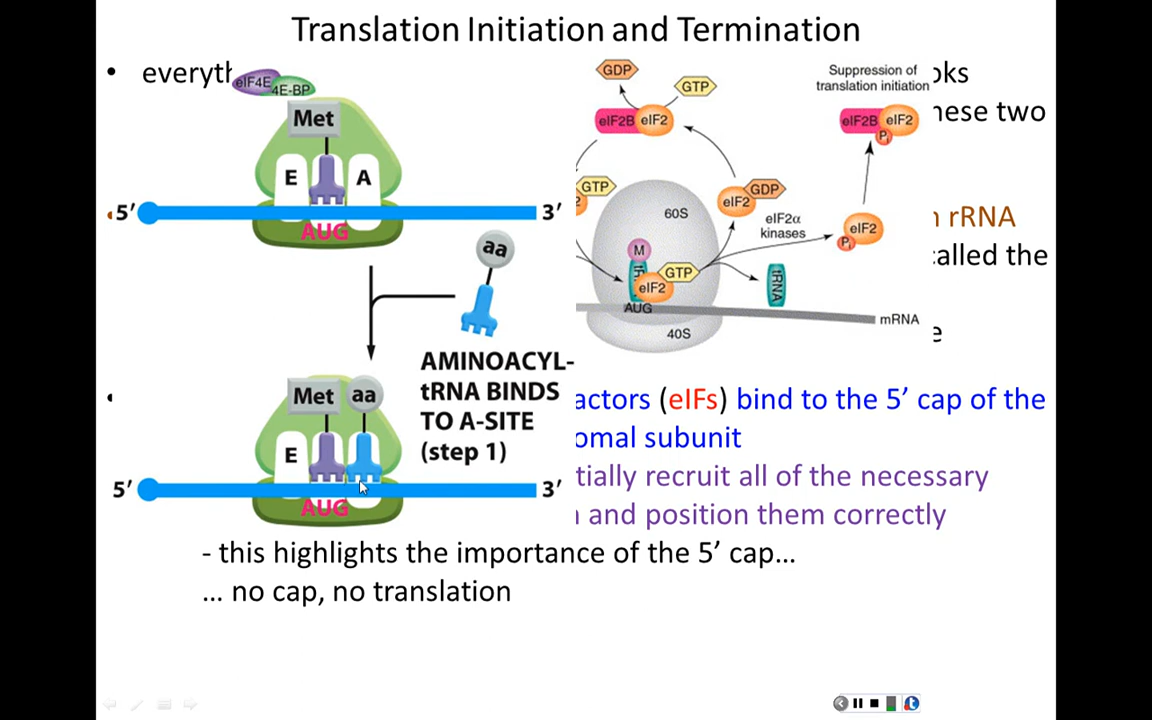 Translation Initiation and Termination
• everyth
oks
hese two
n rRNA
called the
e
eIF4E
4E-BP
Met
E
A
5′
3′
AUG
aa
AMINOACYL-
tRNA BINDS
TO A-SITE
(step 1)
Met
aa
E
5′
3′
AUG
GDP
GTP
eIF2B
eIF2
Suppression of
translation initiation
eIF2B
eIF2
Pi
GTP
60S
eIF2
GDP
eIF2α
kinases
eIF2
Pi
M
GTP
eIF2
tRNA
AUG
mRNA
40S
actors (eIFs) bind to the 5′ cap of the
omal subunit
tially recruit all of the necessary
and position them correctly
- this highlights the importance of the 5′ cap…
… no cap, no translation